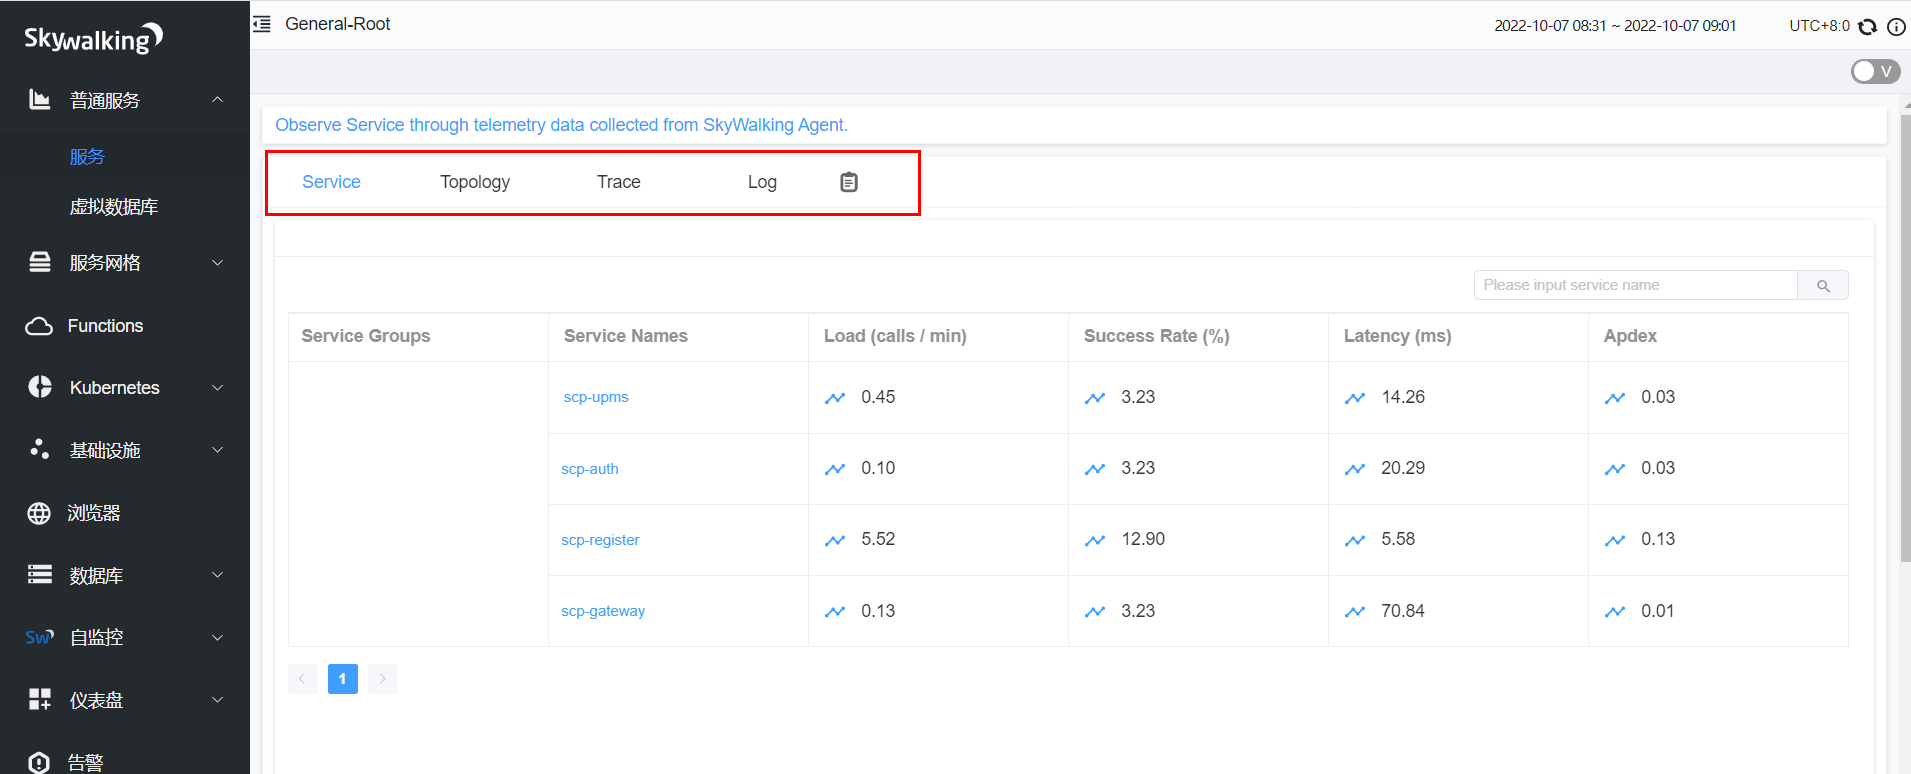 Skywalking
普通服务
服务
虚拟数据库
服务网格
Functions
Kubernetes
基础设施
浏览器
数据库
Sw 自监控
仪表盘
告警
General-Root
2022-10-07 08:31 ~ 2022-10-07 09:01
UTC+8:0
V
Observe Service through telemetry data collected from SkyWalking Agent.
Service Topology Trace Log
Please input service name
Service Groups Service Names Load (calls / min) Success Rate (%) Latency (ms) Apdex
scp-upms 0.45 3.23 14.26 0.03
scp-auth 0.10 3.23 20.29 0.03
scp-register 5.52 12.90 5.58 0.13
scp-gateway 0.13 3.23 70.84 0.01
1